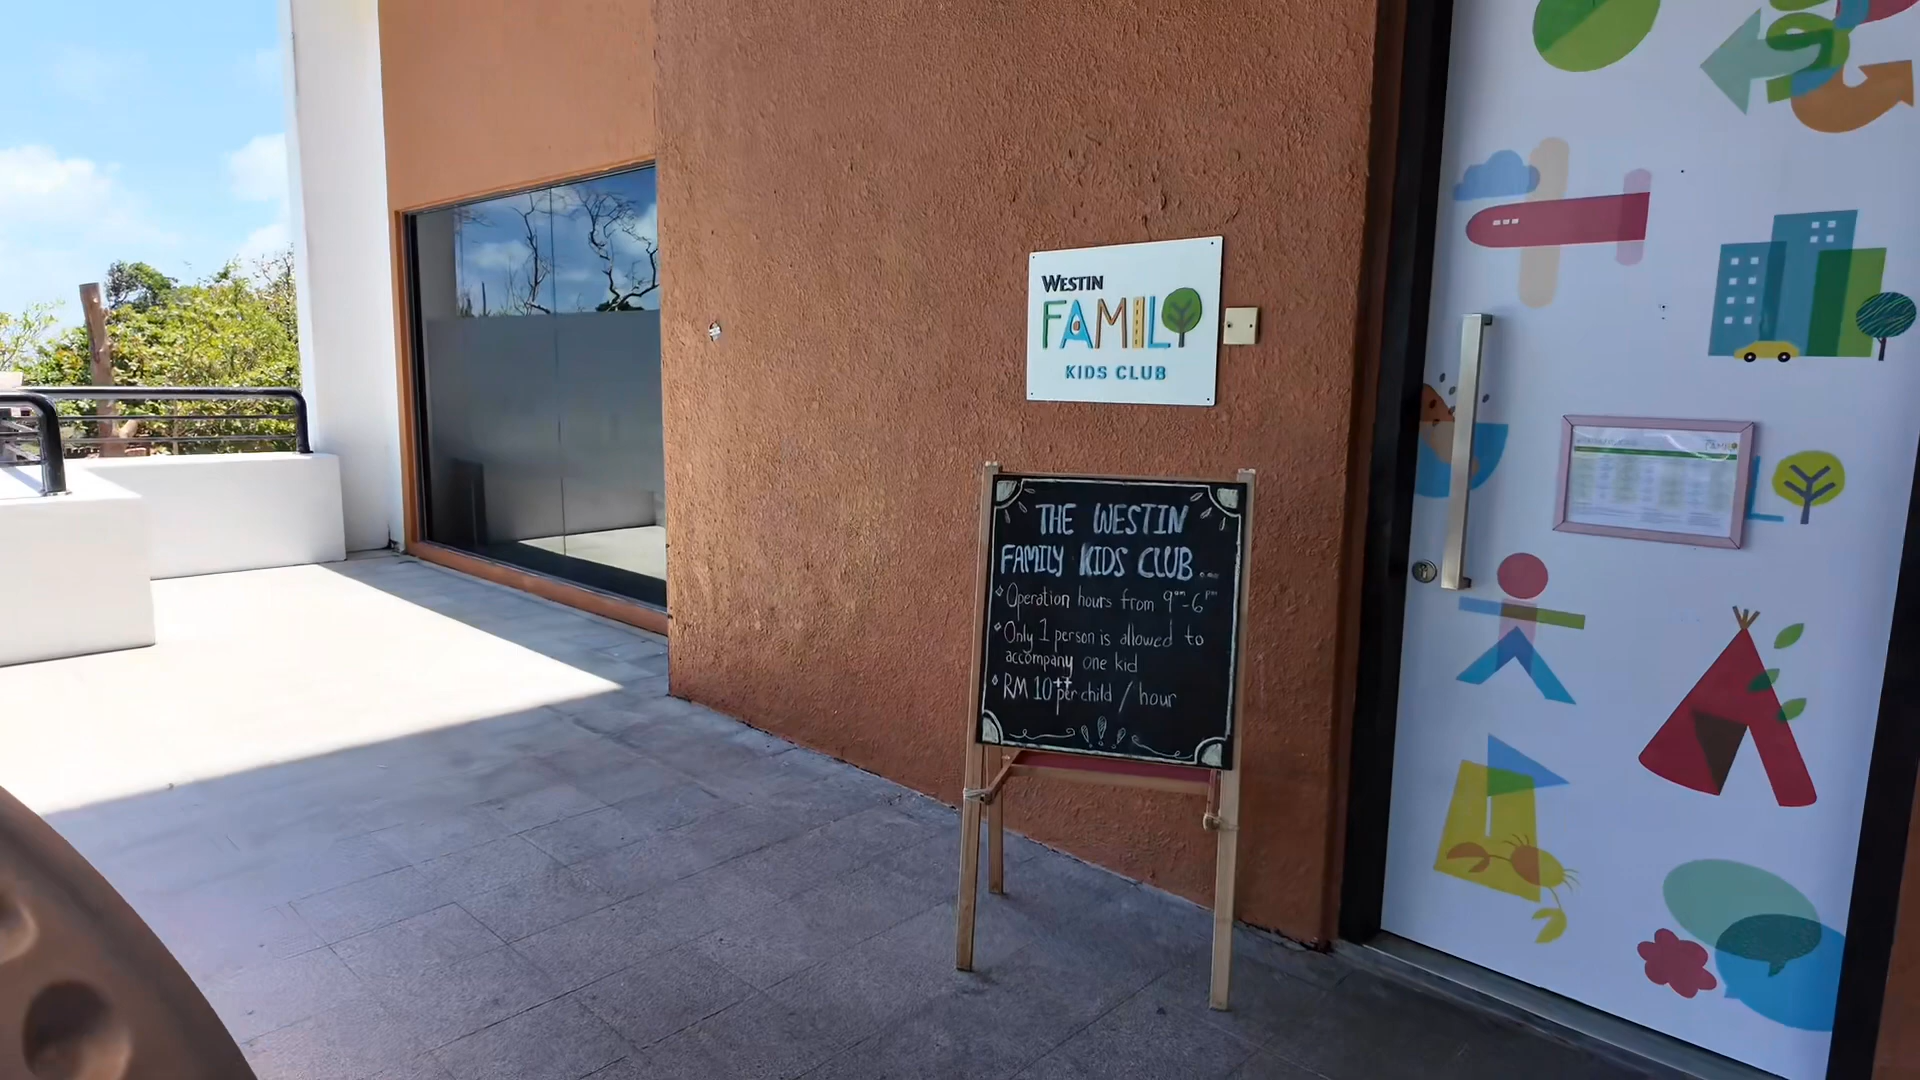 WESTIN
FAMILY
KIDS CLUB
THE WESTIN
FAMILY KIDS CLUB...
Operation hours from 9am-6pm
Only 1 person is allowed to
accompany one kid
RM 10++ per child / hour